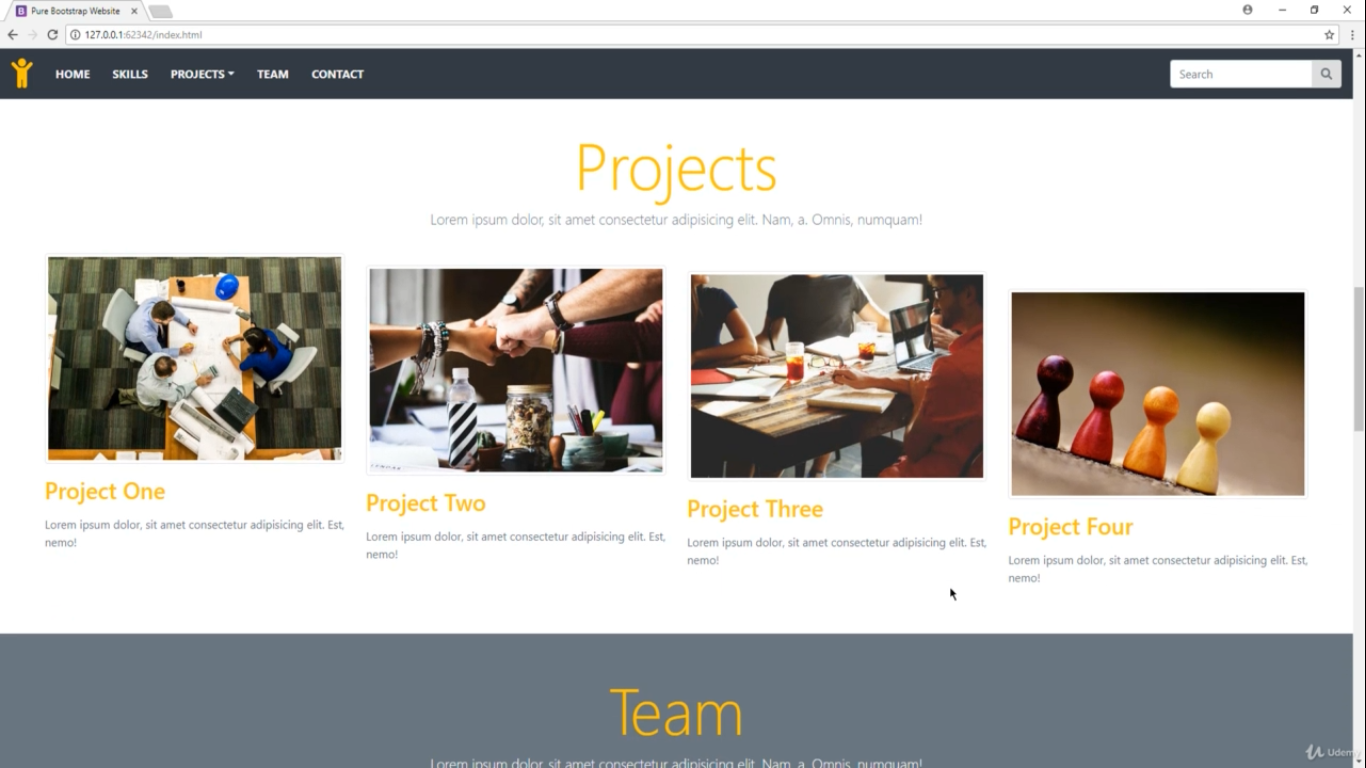 Pure Bootstrap Website
127.0.0.1:62342/index.html
HOME SKILLS PROJECTS TEAM CONTACT Search
Projects
Lorem ipsum dolor, sit amet consectetur adipisicing elit. Nam, a. Omnis, numquam!
Project One
Lorem ipsum dolor, sit amet consectetur adipisicing elit. Est,
nemo!
Project Two
Lorem ipsum dolor, sit amet consectetur adipisicing elit. Est,
nemo!
Project Three
Lorem ipsum dolor, sit amet consectetur adipisicing elit. Est,
nemo!
Project Four
Lorem ipsum dolor, sit amet consectetur adipisicing elit. Est,
nemo!
Team
Lorem ipsum dolor, sit amet consectetur adipisicing elit. Nam, a. Omnis, numquam!
Udemy